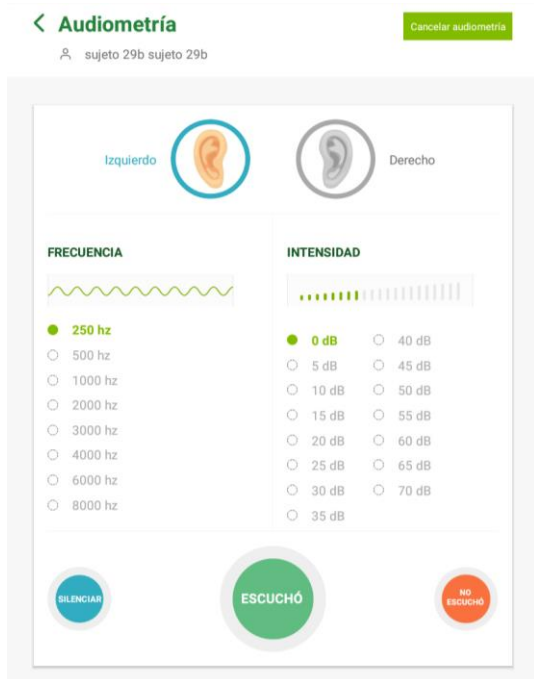 Audiometría
Cancelar audiometría
sujeto 29b sujeto 29b
Izquierdo
Derecho
FRECUENCIA
250 hz
500 hz
1000 hz
2000 hz
3000 hz
4000 hz
6000 hz
8000 hz
INTENSIDAD
0 dB
5 dB
10 dB
15 dB
20 dB
25 dB
30 dB
35 dB
40 dB
45 dB
50 dB
55 dB
60 dB
65 dB
70 dB
SILENCIAR
ESCUCHÓ
NO
ESCUCHÓ